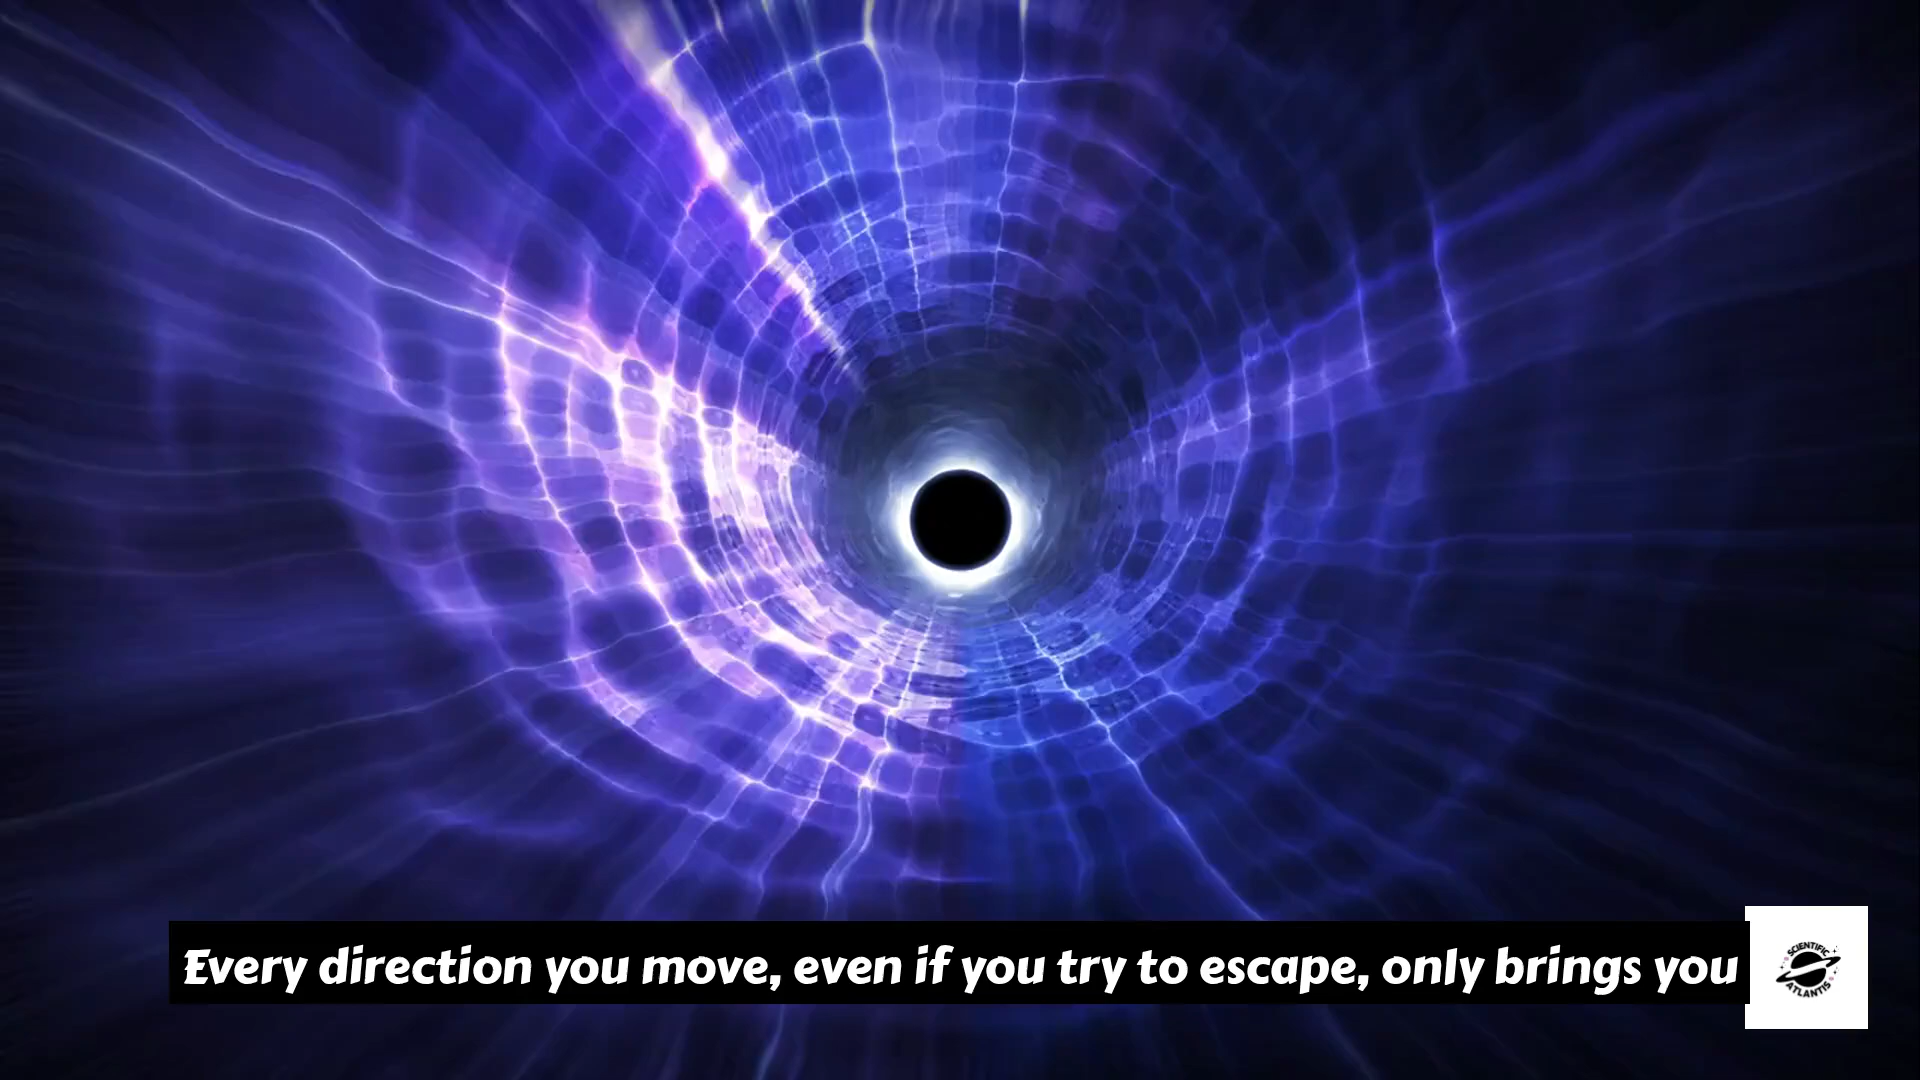 Every direction you move, even if you try to escape, only brings you
SCIENTIFIC
ATLANTIS